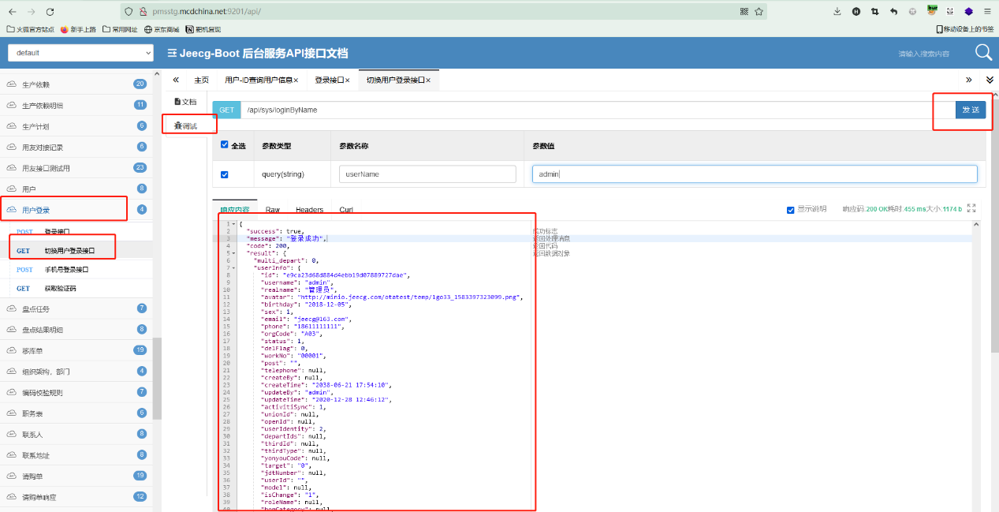 pmsstg.mcdchina.net:9201/api/
火狐官方站点 新手上路 常用网址 京东商城 靶机复现 移动设备上的书签
default Jeecg-Boot 后台服务API接口文档 请输入搜索内容
生产依赖 20
生产依赖明细 11
生产计划 6
用友对接记录 6
用友接口测试用 23
用户 8
用户登录 4
POST 登录接口
GET 切换用户登录接口
POST 手机号登录接口
GET 获取验证码
盘点任务 7
盘点结果明细 8
移库单 19
组织架构，部门 4
编码校验规则 7
职务表 6
联系人 8
联系地址 8
请购单 19
请购单响应 12
主页 用户-ID查询用户信息× 登录接口× 切换用户登录接口×
文档
调试
GET /api/sys/loginByName 发 送
全选 参数类型 参数名称 参数值
query(string) userName admin
响应内容 Raw Headers Curl 显示说明 响应码:200 OK耗时:455 ms大小:1174 b
1 {
2 "success": true, 成功标志
3 "message": "登录成功", 返回处理消息
4 "code": 200, 返回代码
5 "result": { 返回数据对象
6 "multi_depart": 0,
7 "userInfo": {
8 "id": "e9ca23d68d884d4ebb19d07889727dae",
9 "username": "admin",
10 "realname": "管理员",
11 "avatar": "http://minio.jeecg.com/otatest/temp/lgo33_1583397323099.png",
12 "birthday": "2018-12-05",
13 "sex": 1,
14 "email": "jeecg@163.com",
15 "phone": "18611111111",
16 "orgCode": "A03",
17 "status": 1,
18 "delFlag": 0,
19 "workNo": "00001",
20 "post": "",
21 "telephone": null,
22 "createBy": null,
23 "createTime": "2038-06-21 17:54:10",
24 "updateBy": "admin",
25 "updateTime": "2020-12-28 12:46:12",
26 "activitiSync": 1,
27 "unionId": null,
28 "openId": null,
29 "userIdentity": 2,
30 "departIds": null,
31 "thirdId": null,
32 "thirdType": null,
33 "yonyouCode": null,
34 "target": "0",
35 "jdtNumber": null,
36 "userId": "",
37 "model": null,
38 "isChange": "1",
39 "roleName": null,
40 "bomCategory": null,